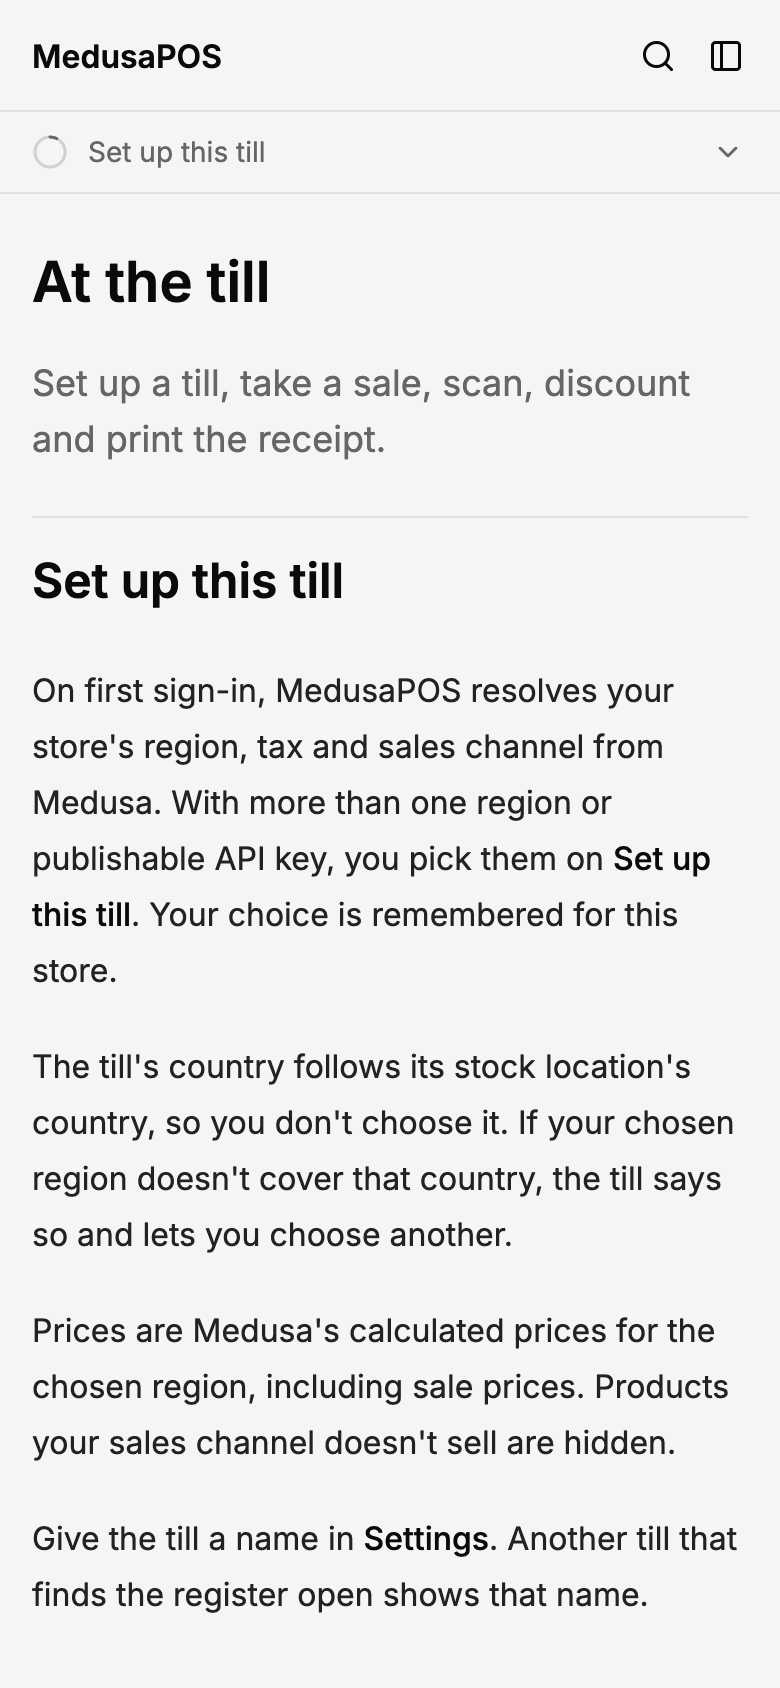 MedusaPOS
Set up this till
At the till
Set up a till, take a sale, scan, discount
and print the receipt.
Set up this till
On first sign-in, MedusaPOS resolves your
store's region, tax and sales channel from
Medusa. With more than one region or
publishable API key, you pick them on Set up
this till. Your choice is remembered for this
store.
The till's country follows its stock location's
country, so you don't choose it. If your chosen
region doesn't cover that country, the till says
so and lets you choose another.
Prices are Medusa's calculated prices for the
chosen region, including sale prices. Products
your sales channel doesn't sell are hidden.
Give the till a name in Settings. Another till that
finds the register open shows that name.